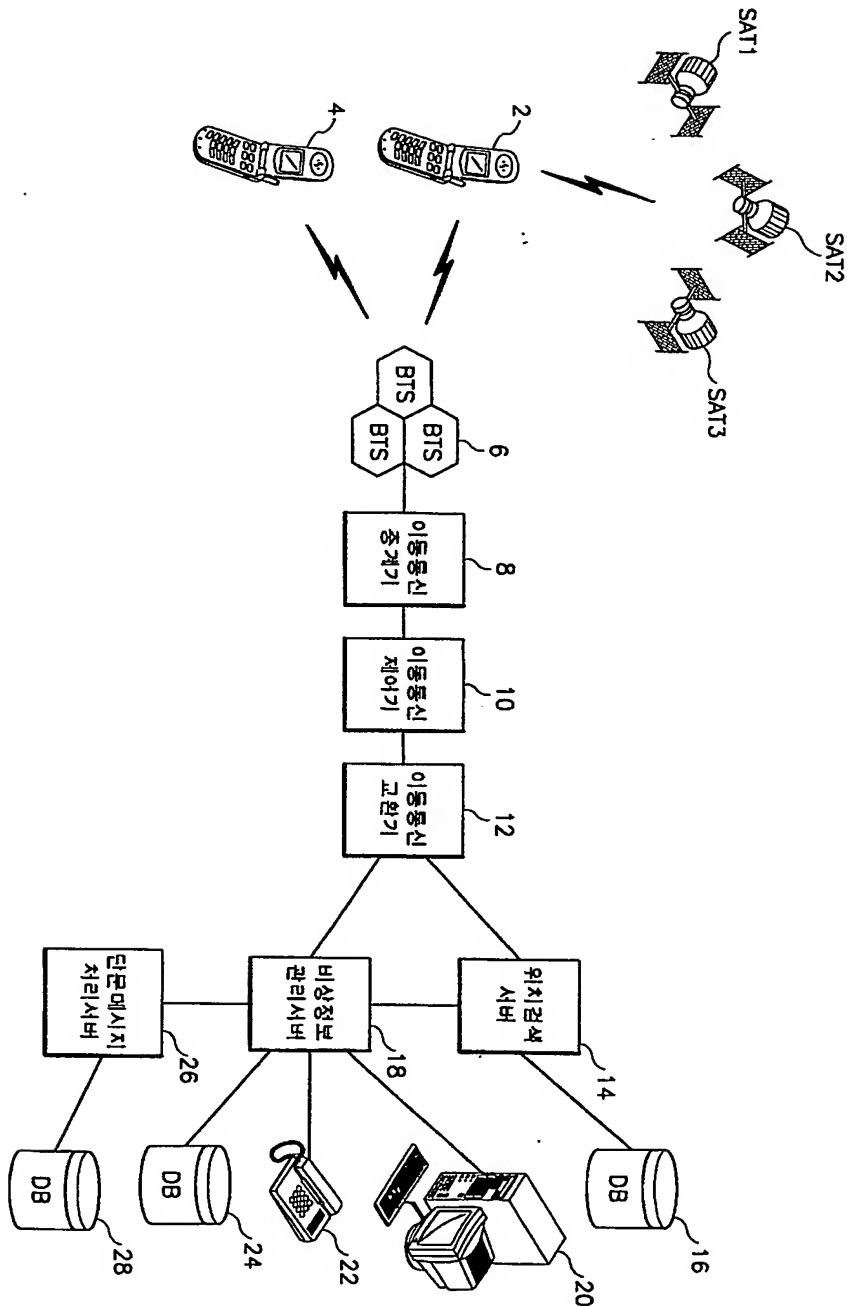 SAT1
SAT2
SAT3
2
4
BTS
BTS
BTS
6
이동통신
중계기
8
이동통신
제어기
10
이동통신
교환기
12
위치검색
서버
14
DB
16
비상정보
관리서버
18
20
22
DB
24
단문메시지
처리서버
26
DB
28